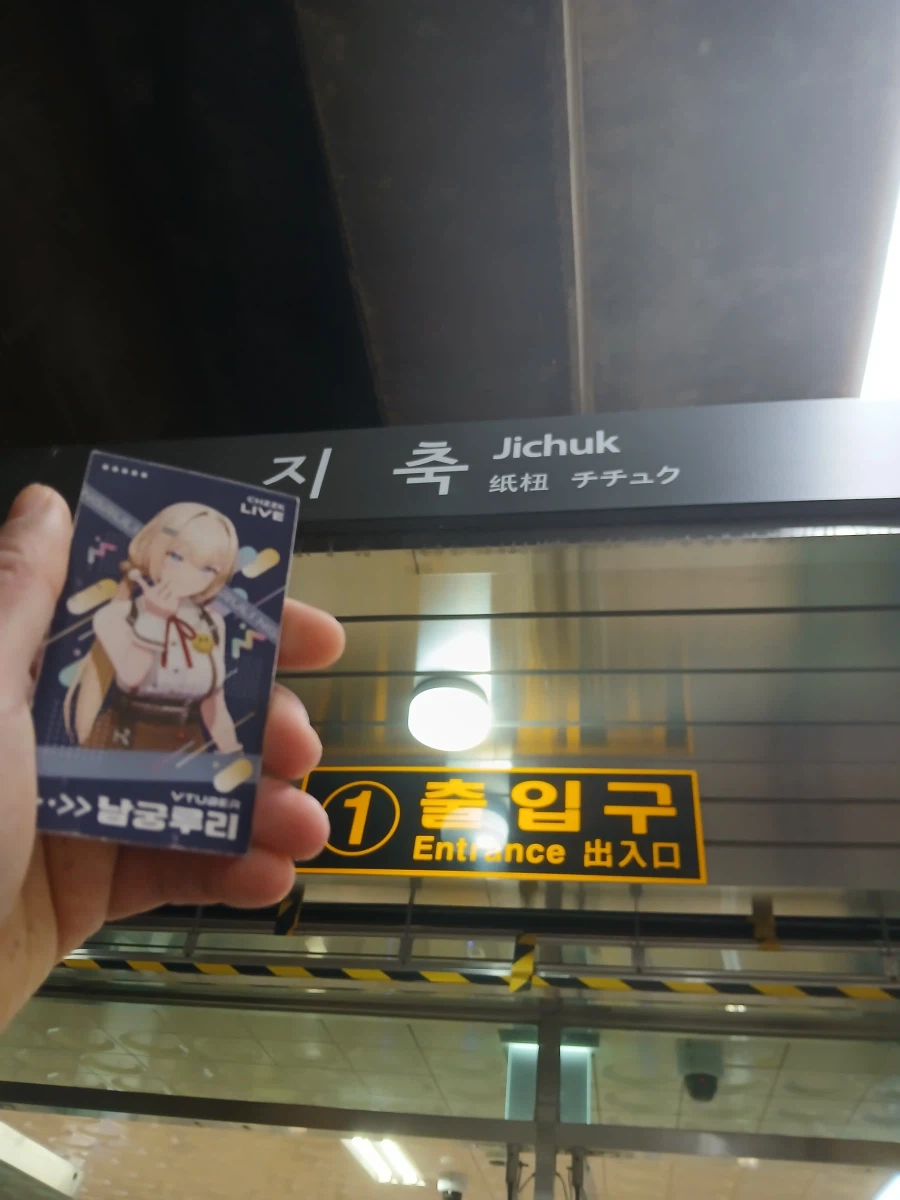 지 축 Jichuk
纸杻 チチュク
CHZZK
LIVE
VTUBER
남궁루리
1 출입구
Entrance 出入口